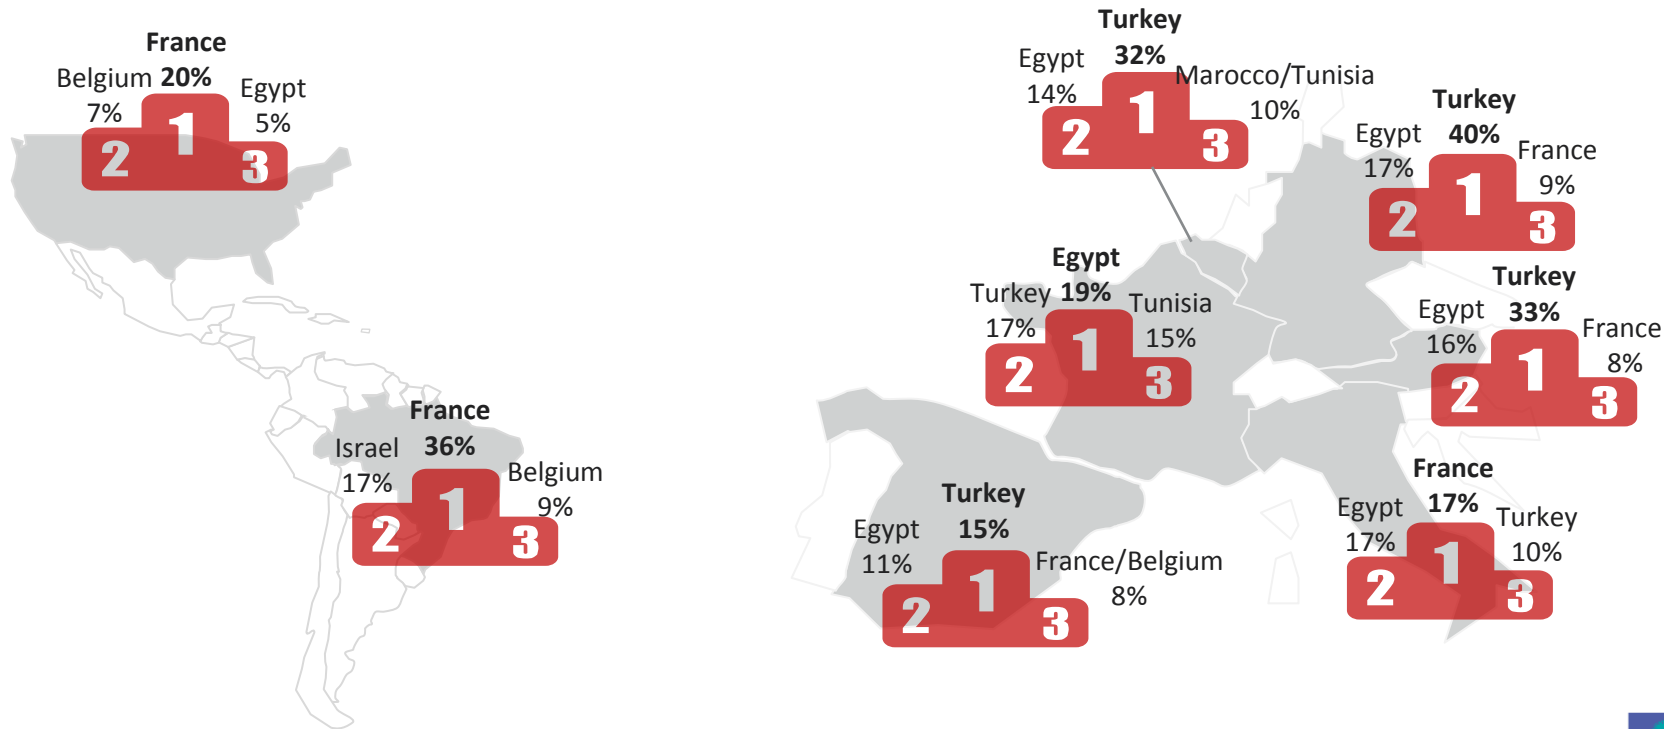 France
20%
Belgium
7%
Egypt
5%
1
2
3
France
36%
Israel
17%
Belgium
9%
1
2
3
Turkey
32%
Egypt
14%
Marocco/Tunisia
10%
1
2
3
Turkey
40%
Egypt
17%
France
9%
1
2
3
Egypt
19%
Turkey
17%
Tunisia
15%
1
2
3
Turkey
33%
Egypt
16%
France
8%
1
2
3
Turkey
15%
Egypt
11%
France/Belgium
8%
1
2
3
France
17%
Egypt
17%
Turkey
10%
1
2
3